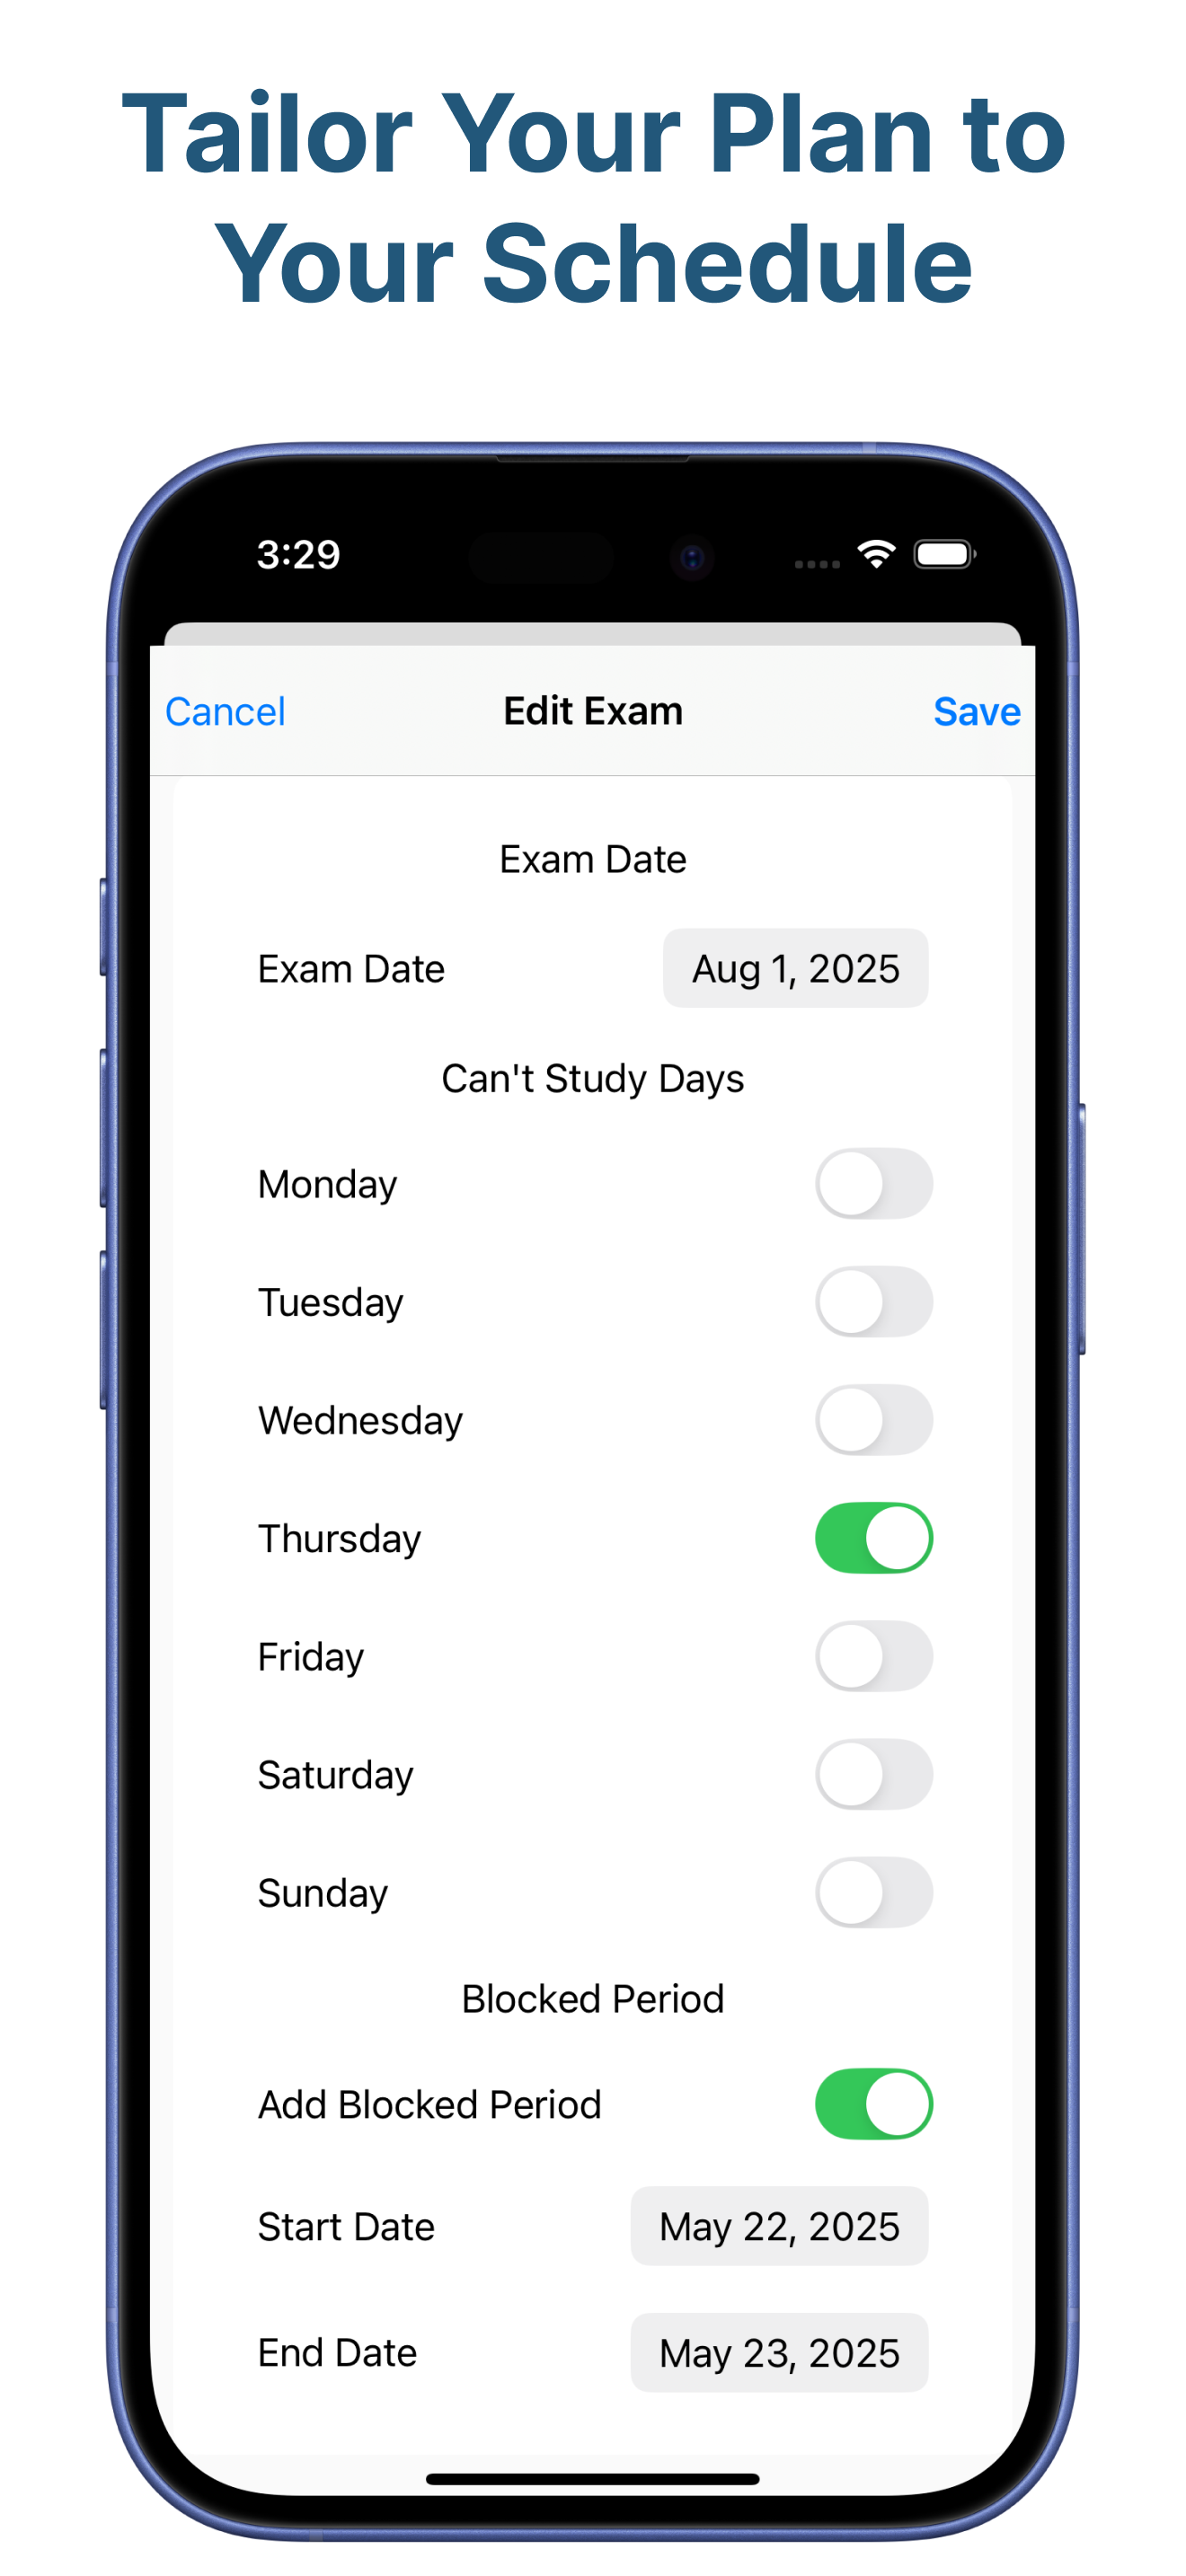 Tailor Your Plan to
Your Schedule
3:29
Cancel Edit Exam Save
Exam Date
Exam Date Aug 1, 2025
Can't Study Days
Monday
Tuesday
Wednesday
Thursday
Friday
Saturday
Sunday
Blocked Period
Add Blocked Period
Start Date May 22, 2025
End Date May 23, 2025